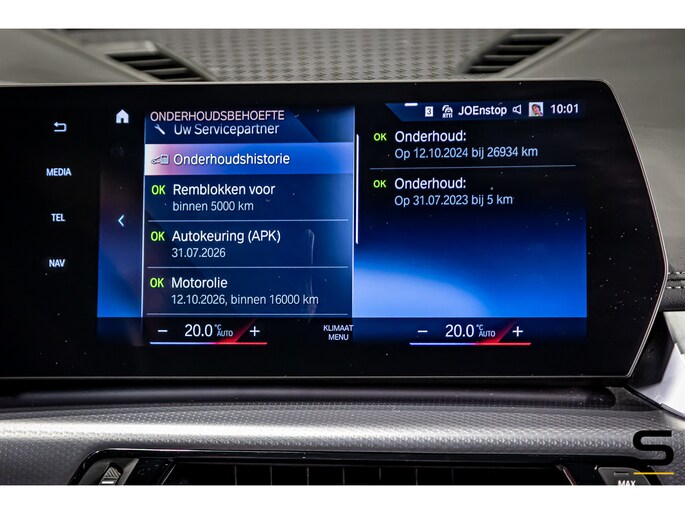 MEDIA
TEL
NAV
ONDERHOUDSBEHOEFTE
Uw Servicepartner
Onderhoudshistorie
OK Remblokken voor
binnen 5000 km
OK Autokeuring (APK)
31.07.2026
OK Motorolie
12.10.2026, binnen 16000 km
3 JOEnstop 10:01
OK Onderhoud:
Op 12.10.2024 bij 26934 km
OK Onderhoud:
Op 31.07.2023 bij 5 km
− 20.0 °C AUTO +
KLIMAAT
MENU
− 20.0 °C AUTO +
S
MAX